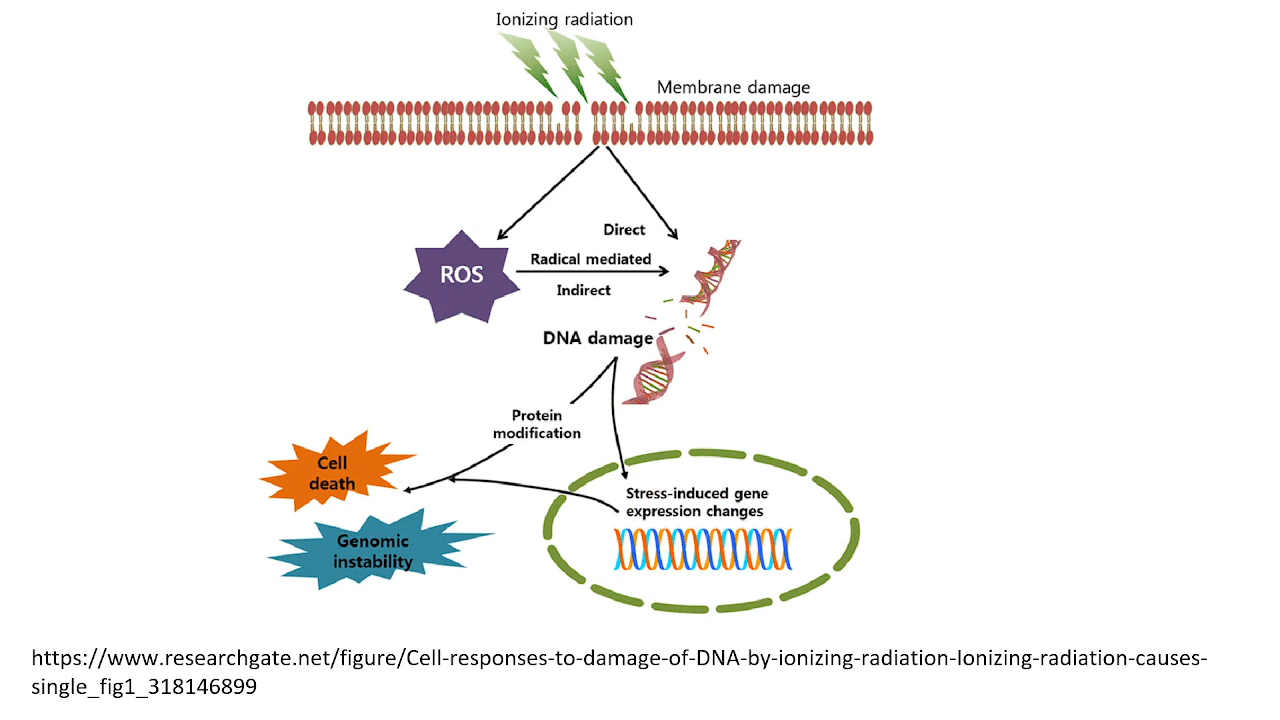 Ionizing radiation
Membrane damage
Direct
ROS
Radical mediated
Indirect
DNA damage
Protein
modification
Cell
death
Stress-induced gene
expression changes
Genomic
instability
https://www.researchgate.net/figure/Cell-responses-to-damage-of-DNA-by-ionizing-radiation-Ionizing-radiation-causes-
single_fig1_318146899